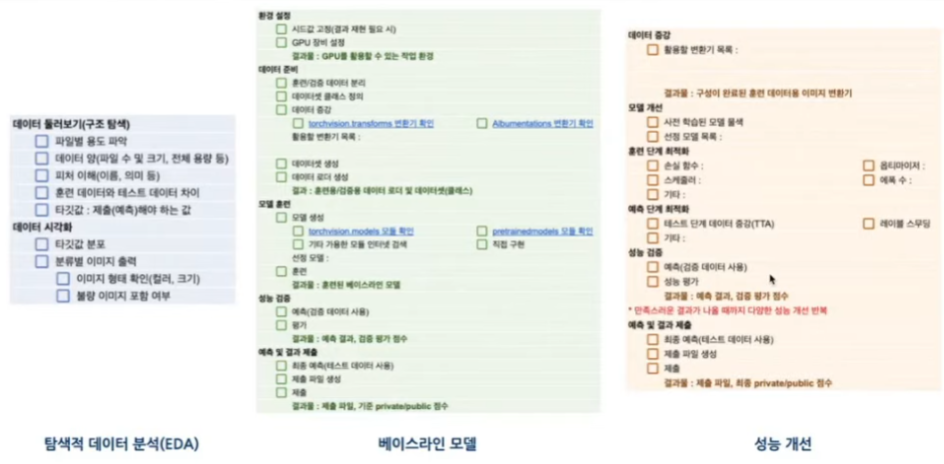 데이터 둘러보기(구조 탐색)
파일별 용도 파악
데이터 양(파일 수 및 크기, 전체 용량 등)
피처 이해(이름, 의미 등)
훈련 데이터와 테스트 데이터 차이
타깃값 : 제출(예측)해야 하는 값
데이터 시각화
타깃값 분포
분류별 이미지 출력
이미지 형태 확인(컬러, 크기)
불량 이미지 포함 여부
탐색적 데이터 분석(EDA)
환경 설정
시드값 고정(결과 재현 필요 시)
GPU 장비 설정
결과물 : GPU를 활용할 수 있는 작업 환경
데이터 준비
훈련/검증 데이터 분리
데이터셋 클래스 정의
데이터 증강
torchvision.transforms 변환기 확인 Albumentations 변환기 확인
활용할 변환기 목록 :
데이터셋 생성
데이터 로더 생성
결과 : 훈련용/검증용 데이터 로더 및 데이터셋(클래스)
모델 훈련
모델 생성
torchvision.models 모듈 확인 pretrainedmodels 모듈 확인
기타 가용한 모듈 인터넷 검색 직접 구현
선정 모델 :
훈련
결과물 : 훈련된 베이스라인 모델
성능 검증
예측(검증 데이터 사용)
평가
결과물 : 예측 결과, 검증 평가 점수
예측 및 결과 제출
최종 예측(테스트 데이터 사용)
제출 파일 생성
제출
결과물 : 제출 파일, 기준 private/public 점수
베이스라인 모델
데이터 증강
활용할 변환기 목록 :
결과물 : 구성이 완료된 훈련 데이터용 이미지 변환기
모델 개선
사전 학습된 모델 물색
선정 모델 목록 :
훈련 단계 최적화
손실 함수 : 옵티마이저 :
스케줄러 : 에폭 수 :
기타 :
예측 단계 최적화
테스트 단계 데이터 증강(TTA) 레이블 스무딩
기타 :
성능 검증
예측(검증 데이터 사용)
성능 평가
결과물 : 예측 결과, 검증 평가 점수
* 만족스러운 결과가 나올 때까지 다양한 성능 개선 반복
예측 및 결과 제출
최종 예측(테스트 데이터 사용)
제출 파일 생성
제출
결과물 : 제출 파일, 최종 private/public 점수
성능 개선